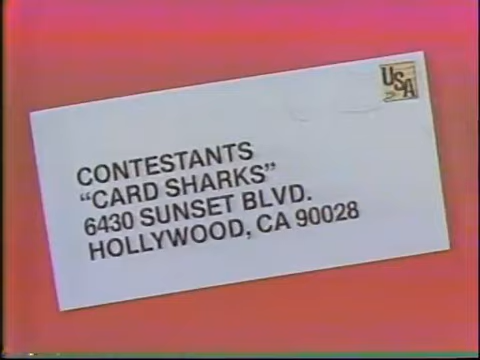 USA
CONTESTANTS
"CARD SHARKS"
6430 SUNSET BLVD.
HOLLYWOOD, CA 90028